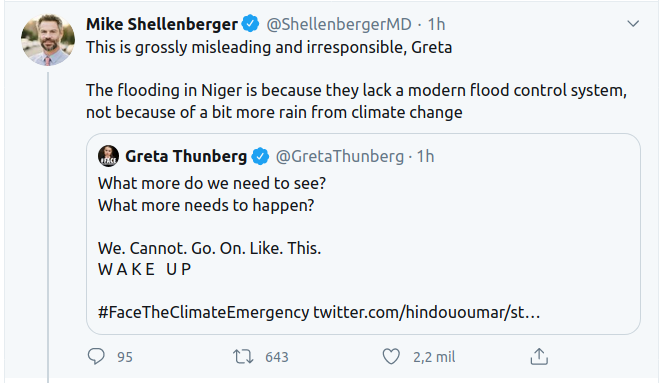 Mike Shellenberger @ShellenbergerMD · 1h
This is grossly misleading and irresponsible, Greta
The flooding in Niger is because they lack a modern flood control system,
not because of a bit more rain from climate change
Greta Thunberg @GretaThunberg · 1h
What more do we need to see?
What more needs to happen?
We. Cannot. Go. On. Like. This.
W A K E U P
#FaceTheClimateEmergency twitter.com/hindououmar/st…
95 643 2,2 mil